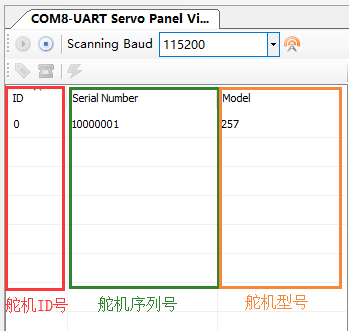 COM8-UART Servo Panel Vi...
Scanning Baud 115200
ID Serial Number Model
0 10000001 257
舵机ID号 舵机序列号 舵机型号